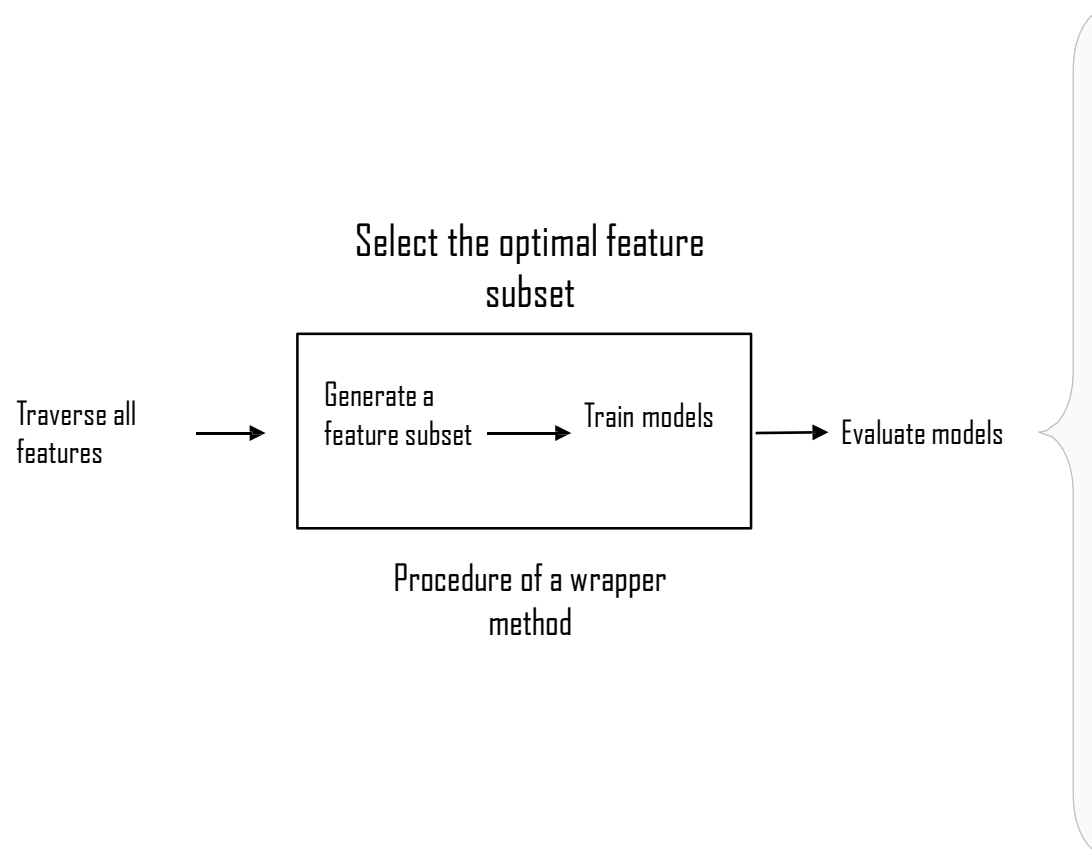 Select the optimal feature
subset
Traverse all
features
Generate a
feature subset
Train models
Evaluate models
Procedure of a wrapper
method